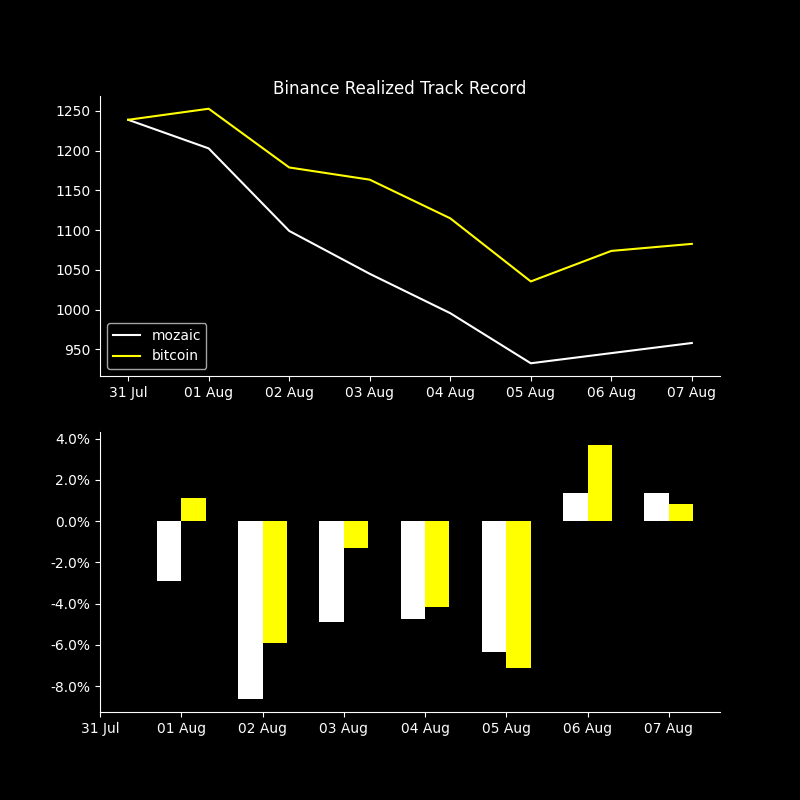 Binance Realized Track Record
1250
1200
1150
1100
1050
1000
950
mozaic
bitcoin
31 Jul 01 Aug 02 Aug 03 Aug 04 Aug 05 Aug 06 Aug 07 Aug
4.0%
2.0%
0.0%
-2.0%
-4.0%
-6.0%
-8.0%
31 Jul 01 Aug 02 Aug 03 Aug 04 Aug 05 Aug 06 Aug 07 Aug